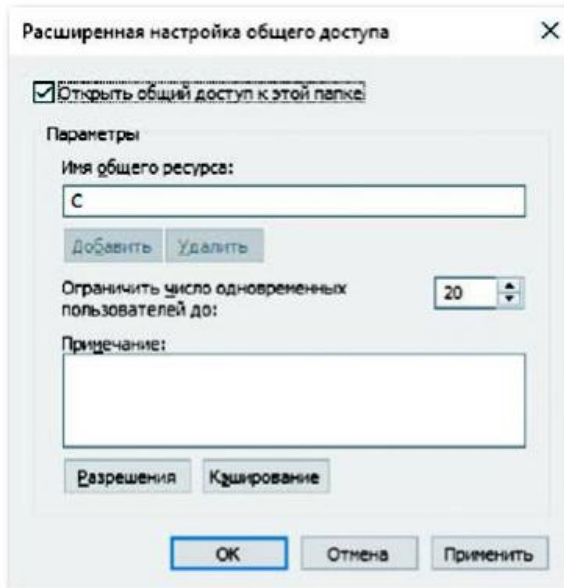 Расширенная настройка общего доступа
Открыть общий доступ к этой папке
Параметры
Имя общего ресурса:
C
Добавить Удалить
Ограничить число одновременных 20
пользователей до:
Примечание:
Разрешения Кэширование
ОК Отмена Применить